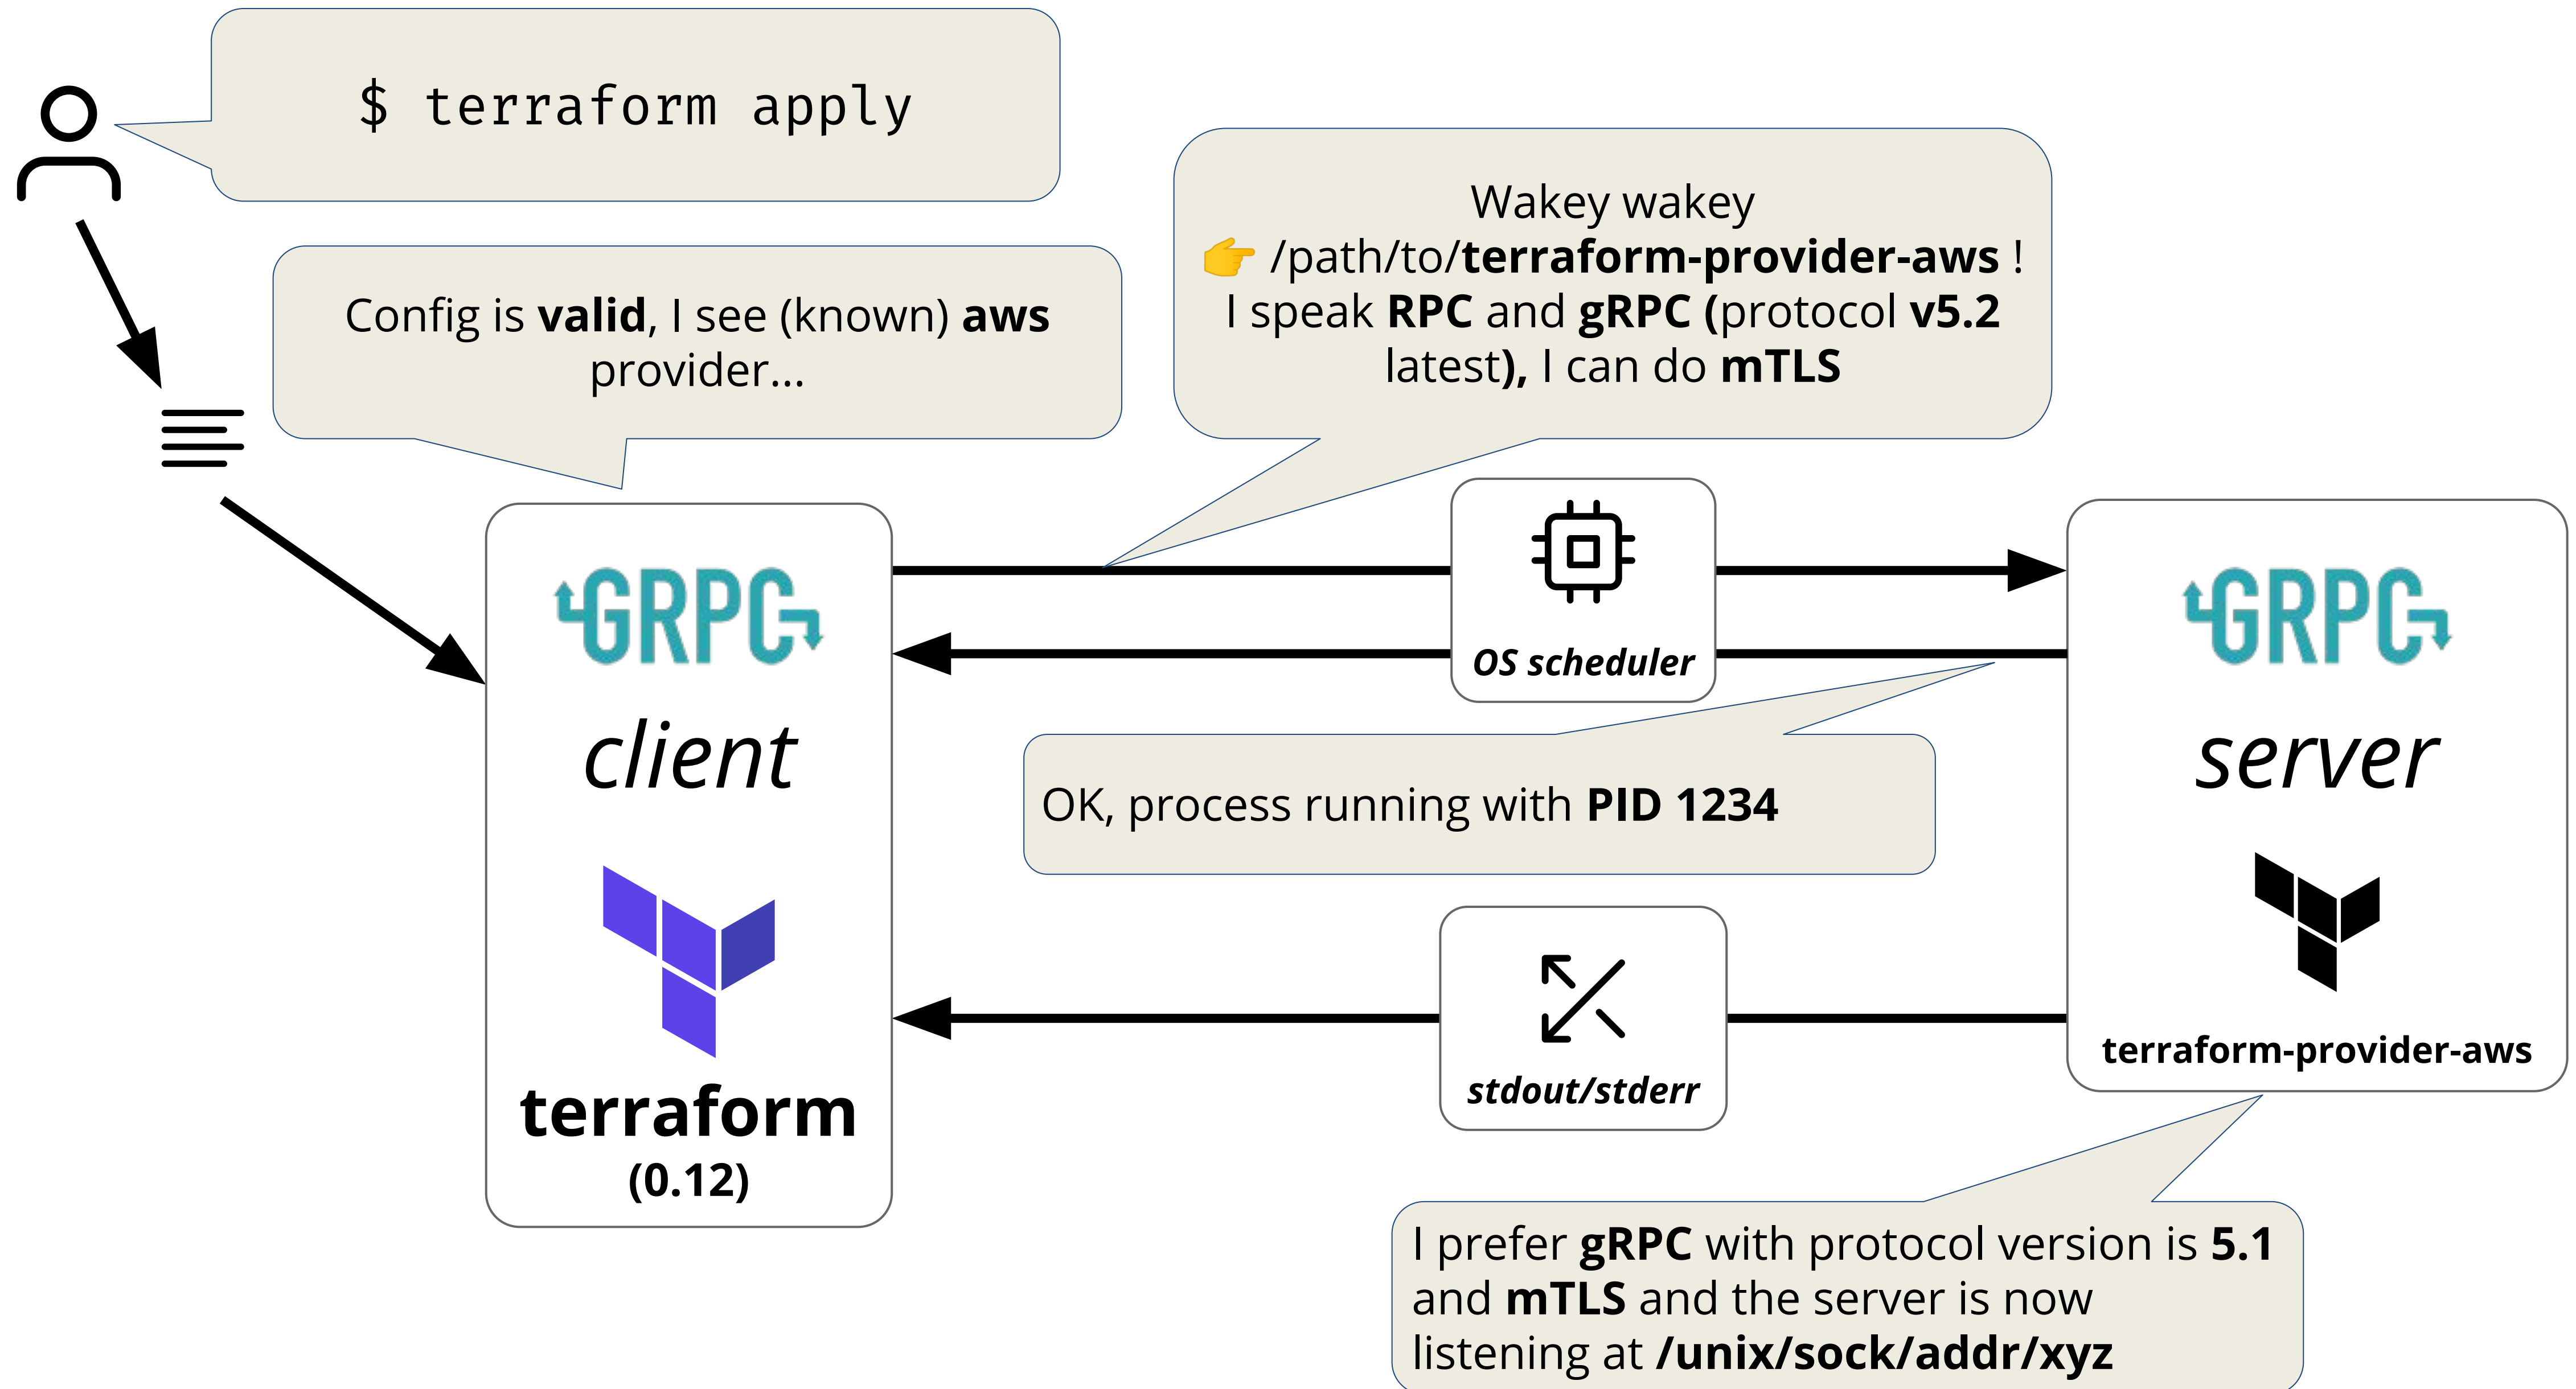 $ terraform apply
Config is valid, I see (known) aws
provider...
Wakey wakey
👉 /path/to/terraform-provider-aws !
I speak RPC and gRPC (protocol v5.2
latest), I can do mTLS
GRPC
client
terraform
(0.12)
OS scheduler
OK, process running with PID 1234
stdout/stderr
GRPC
server
terraform-provider-aws
I prefer gRPC with protocol version is 5.1
and mTLS and the server is now
listening at /unix/sock/addr/xyz